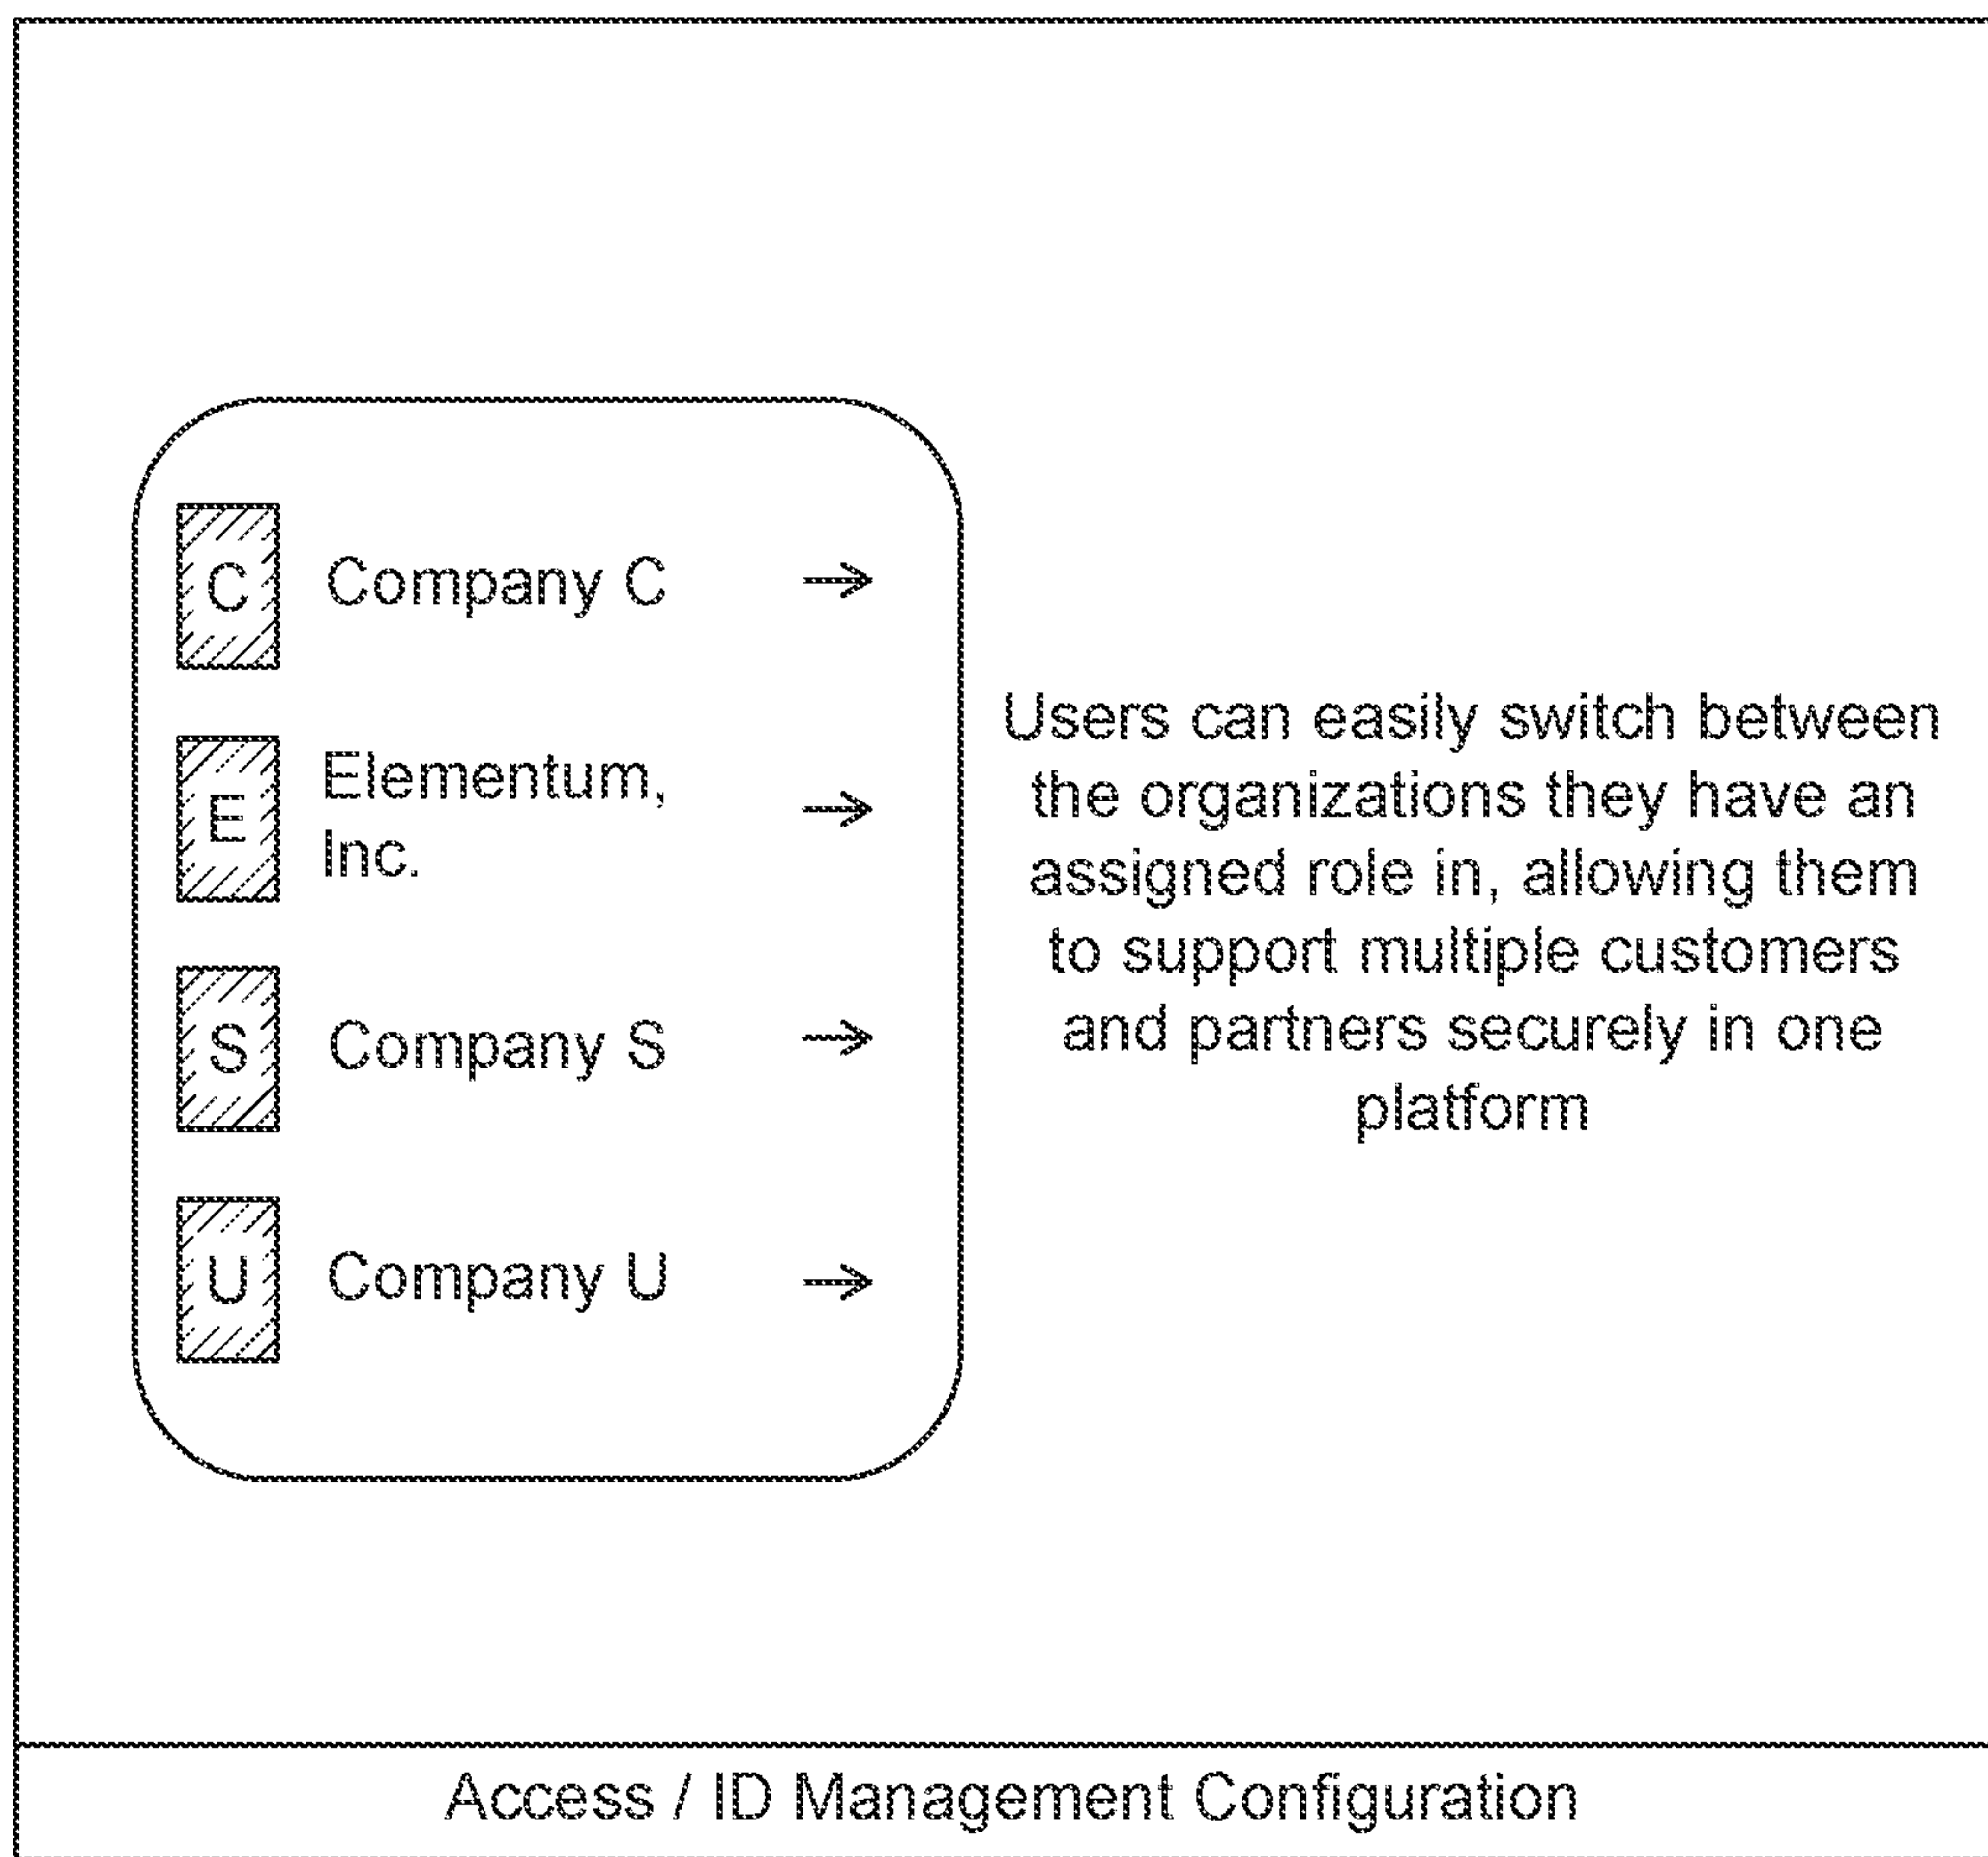 C
Company C
E
Elementum,
Inc.
S
Company S
U
Company U
Users can easily switch between
the organizations they have an
assigned role in, allowing them
to support multiple customers
and partners securely in one
platform
Access / ID Management Configuration